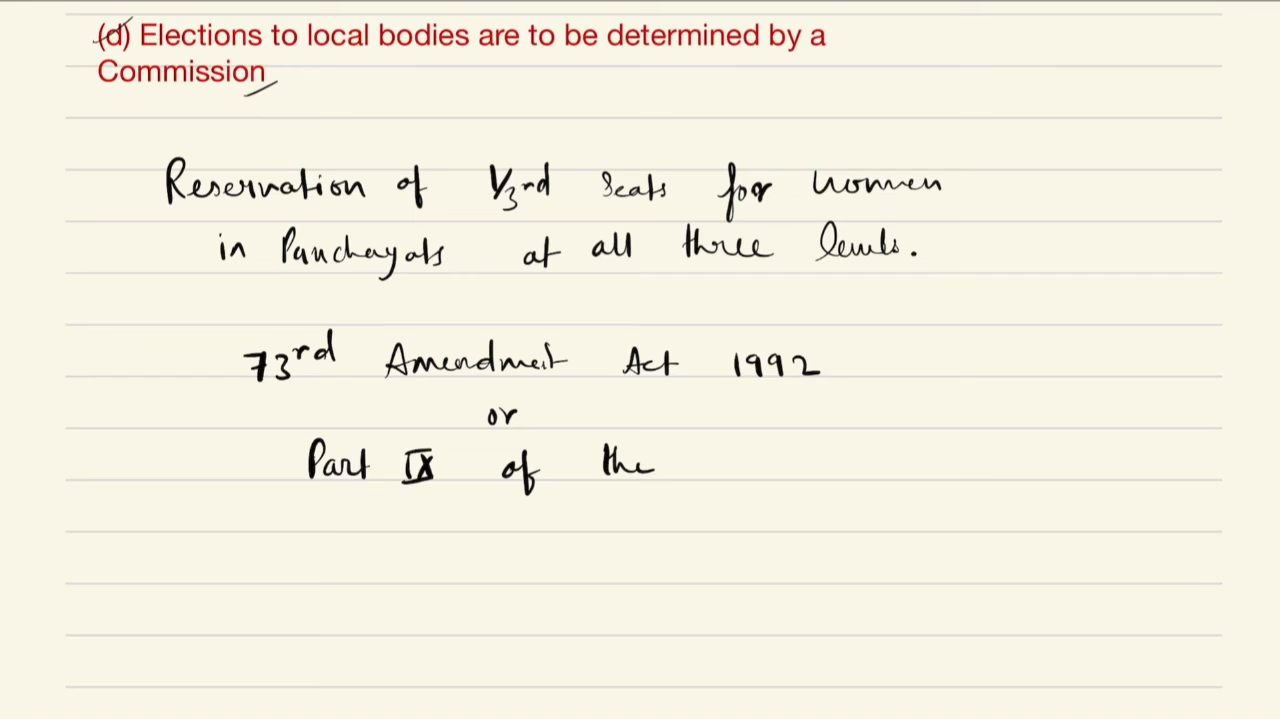 (d) Elections to local bodies are to be determined by a
Commission
Reservation of 1/3rd seats for women
in Panchayats at all three levels.
73rd Amendment Act 1992
or
Part IX of the